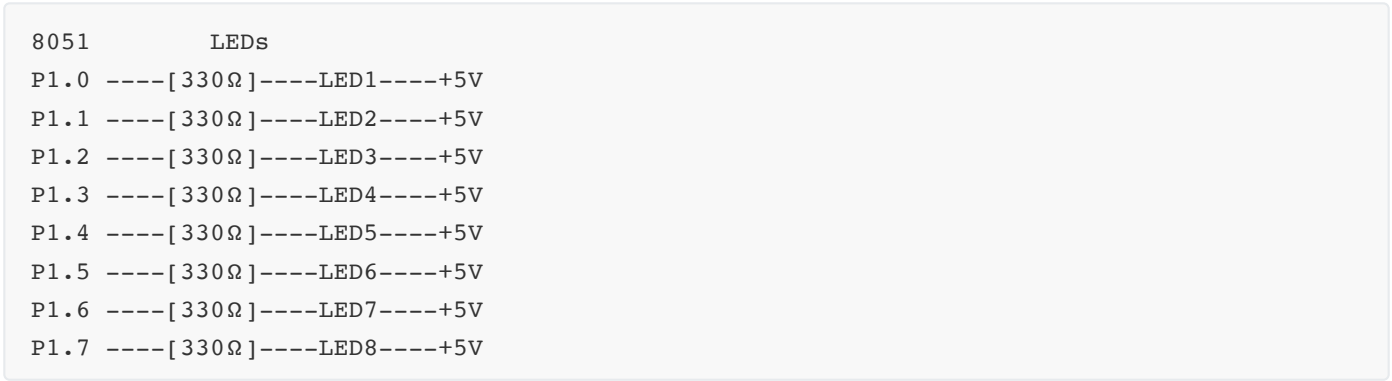 8051         LEDs
P1.0 ----[330Ω]----LED1----+5V
P1.1 ----[330Ω]----LED2----+5V
P1.2 ----[330Ω]----LED3----+5V
P1.3 ----[330Ω]----LED4----+5V
P1.4 ----[330Ω]----LED5----+5V
P1.5 ----[330Ω]----LED6----+5V
P1.6 ----[330Ω]----LED7----+5V
P1.7 ----[330Ω]----LED8----+5V